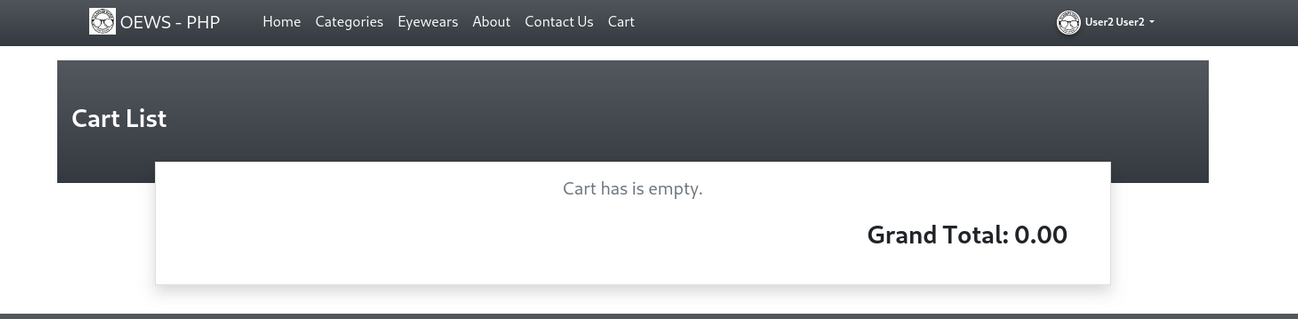 OEWS - PHP Home Categories Eyewears About Contact Us Cart User2 User2
Cart List
Cart has is empty.
Grand Total: 0.00